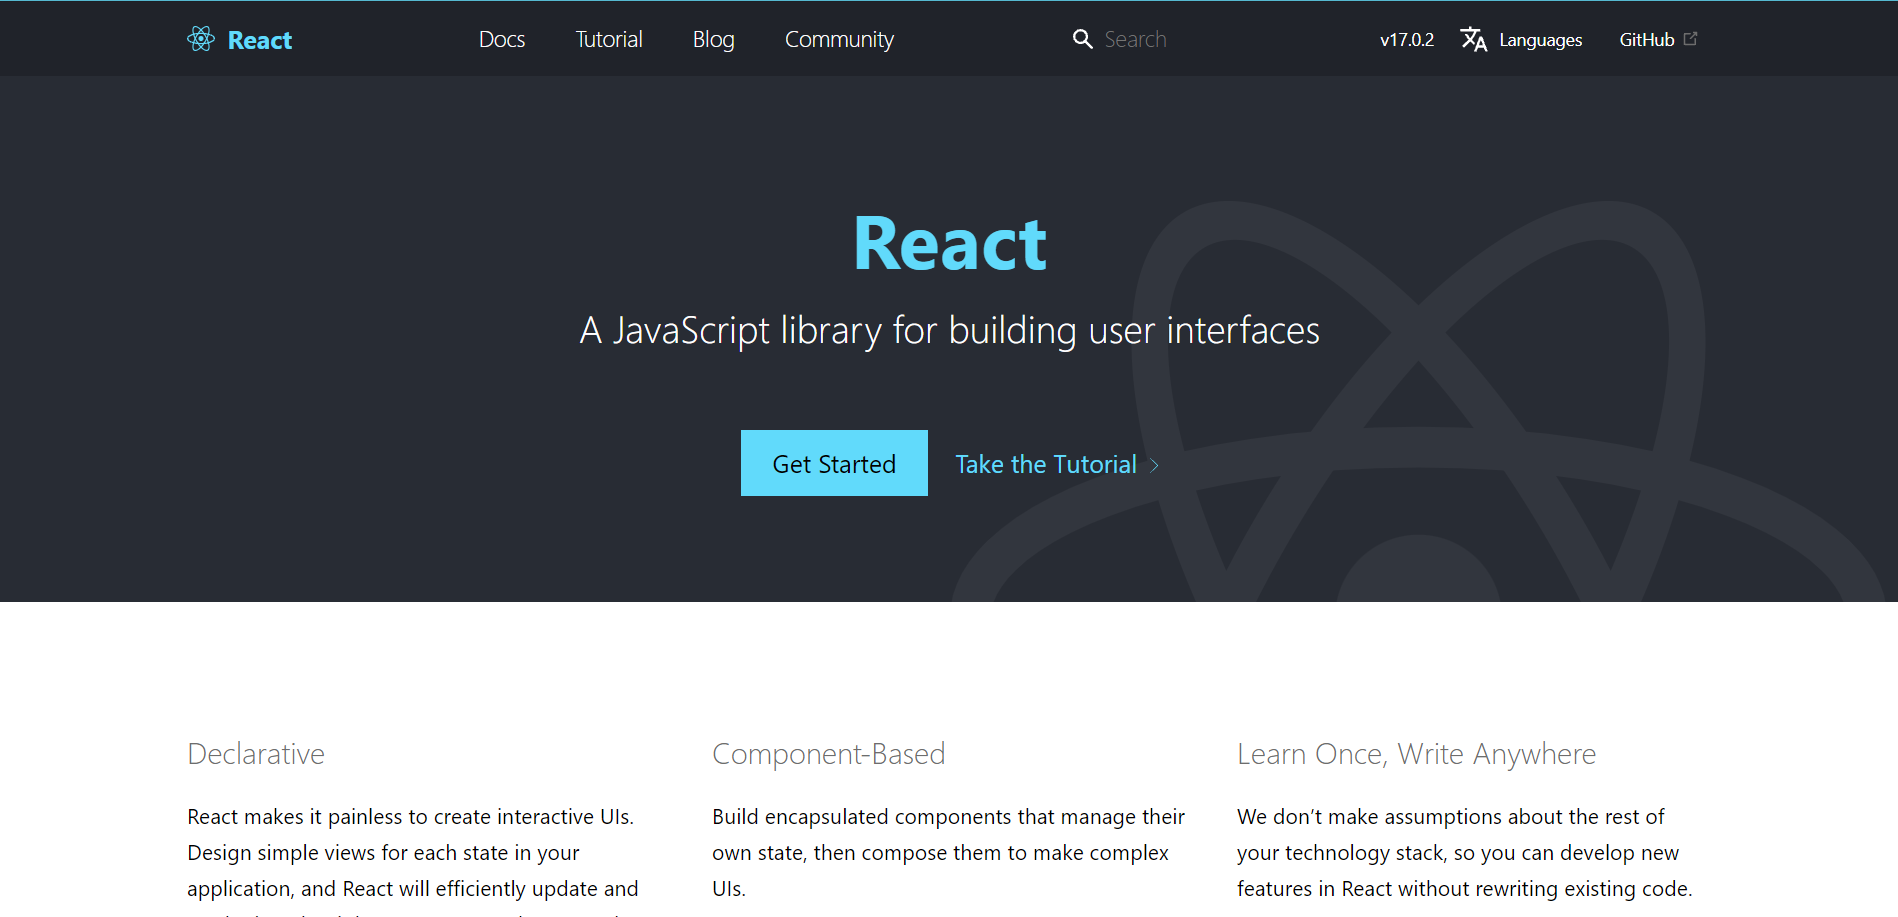 React Docs Tutorial Blog Community Search v17.0.2 Languages GitHub
React
A JavaScript library for building user interfaces
Get Started Take the Tutorial
Declarative
React makes it painless to create interactive UIs.
Design simple views for each state in your
application, and React will efficiently update and
Component-Based
Build encapsulated components that manage their
own state, then compose them to make complex
UIs.
Learn Once, Write Anywhere
We don’t make assumptions about the rest of
your technology stack, so you can develop new
features in React without rewriting existing code.